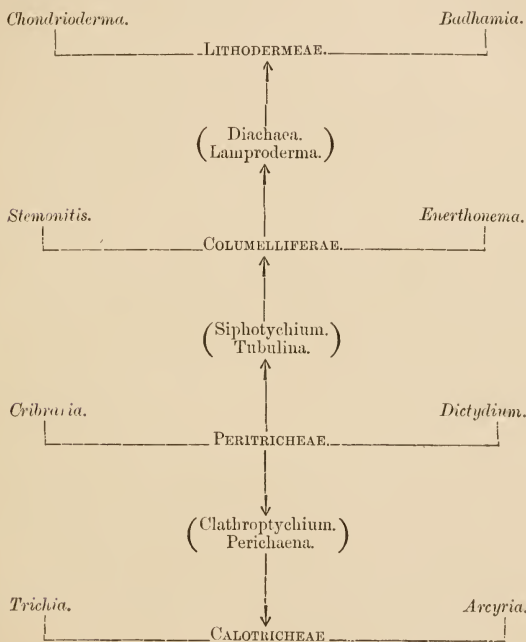 Chondrioderma. Badhamia.
LITHODERMEAE.
(Diachaea.
Lamproderma.)
Stemonitis. Enerthonema.
COLUMELLIFERAE.
(Siphotychium.
Tubulina.)
Cribraria. Dictydium.
PERITRICHEAE.
(Clathroptychium.
Perichaena.)
Trichia. Arcyria.
CALOTRICHEAE